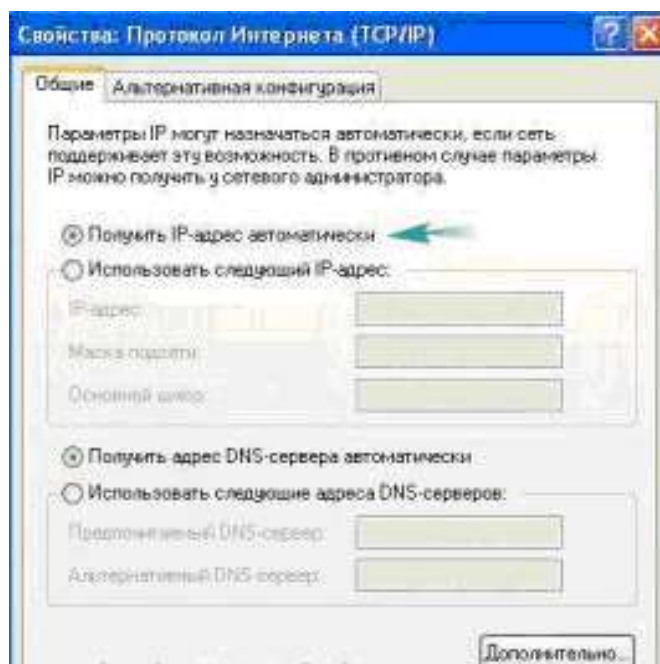 Свойства: Протокол Интернета (TCP/IP)
Общие
Альтернативная конфигурация
Параметры IP могут назначаться автоматически, если сеть
поддерживает эту возможность. В противном случае параметры
IP можно получить у сетевого администратора.
Получить IP-адрес автоматически
Использовать следующий IP-адрес:
IP-адрес:
Маска подсети:
Основной шлюз:
Получить адрес DNS-сервера автоматически
Использовать следующие адреса DNS-серверов:
Предпочитаемый DNS-сервер:
Альтернативный DNS-сервер:
Дополнительно...